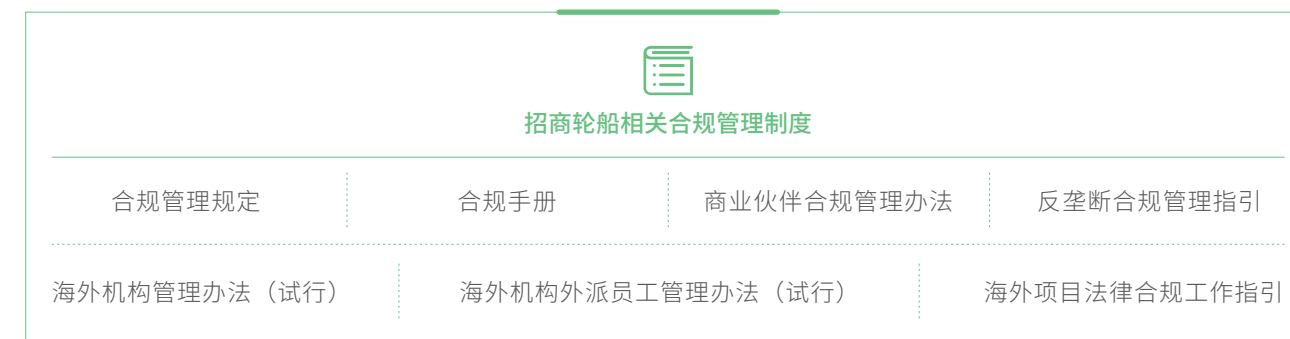 招商轮船相关合规管理制度
合规管理规定 合规手册 商业伙伴合规管理办法 反垄断合规管理指引
海外机构管理办法（试行） 海外机构外派员工管理办法（试行） 海外项目法律合规工作指引